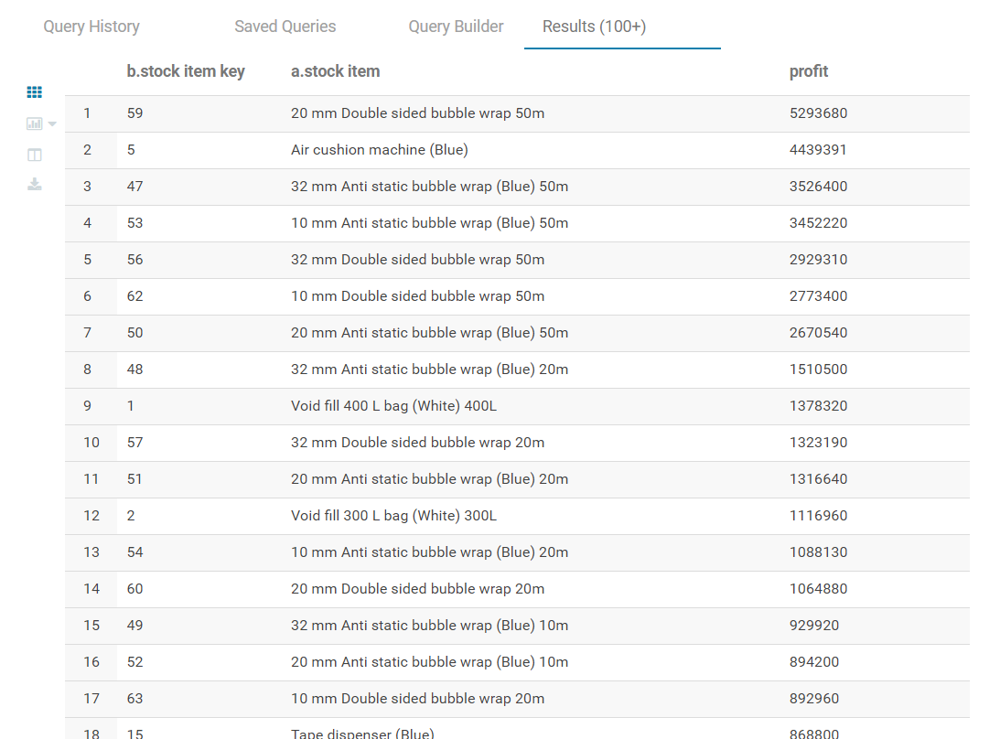 Query History Saved Queries Query Builder Results (100+)
b.stock item key a.stock item profit
1 59 20 mm Double sided bubble wrap 50m 5293680
2 5 Air cushion machine (Blue) 4439391
3 47 32 mm Anti static bubble wrap (Blue) 50m 3526400
4 53 10 mm Anti static bubble wrap (Blue) 50m 3452220
5 56 32 mm Double sided bubble wrap 50m 2929310
6 62 10 mm Double sided bubble wrap 50m 2773400
7 50 20 mm Anti static bubble wrap (Blue) 50m 2670540
8 48 32 mm Anti static bubble wrap (Blue) 20m 1510500
9 1 Void fill 400 L bag (White) 400L 1378320
10 57 32 mm Double sided bubble wrap 20m 1323190
11 51 20 mm Anti static bubble wrap (Blue) 20m 1316640
12 2 Void fill 300 L bag (White) 300L 1116960
13 54 10 mm Anti static bubble wrap (Blue) 20m 1088130
14 60 20 mm Double sided bubble wrap 20m 1064880
15 49 32 mm Anti static bubble wrap (Blue) 10m 929920
16 52 20 mm Anti static bubble wrap (Blue) 10m 894200
17 63 10 mm Double sided bubble wrap 20m 892960
18 15 Tape dispenser (Blue) 868800